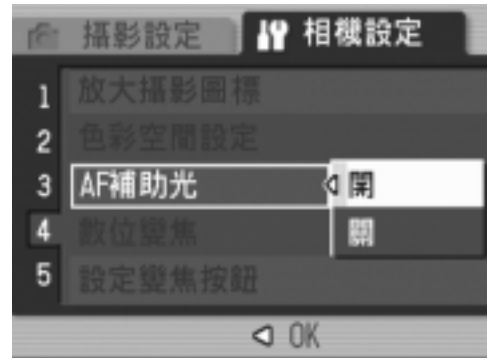 攝影設定 相機設定
1 放大攝影圖標
2 色彩空間設定
3 AF補助光 開
4 數位變焦 關
5 設定變焦按鈕
OK